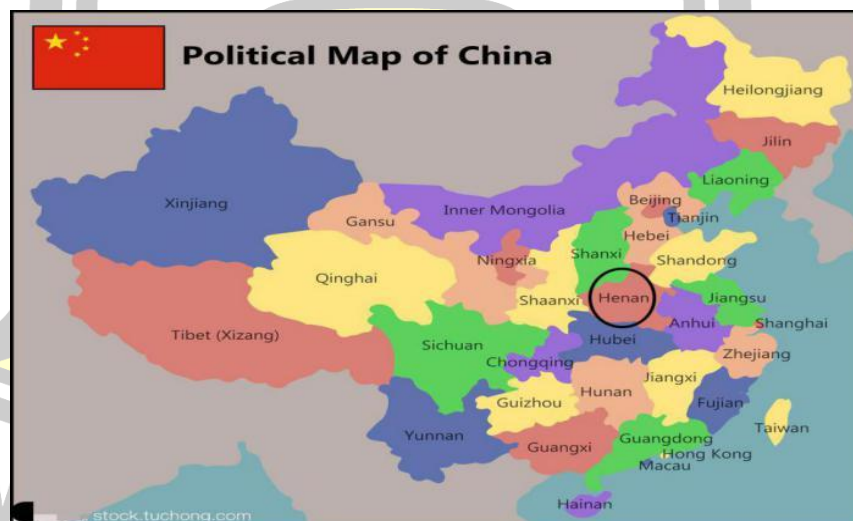 Political Map of China
Heilongjiang
Jilin
Liaoning
Inner Mongolia
Beijing
Tianjin
Xinjiang
Gansu
Hebei
Shanxi
Ningxia
Shandong
Qinghai
Shaanxi
Henan
Jiangsu
Anhui
Shanghai
Tibet (Xizang)
Sichuan
Hubei
Chongqing
Zhejiang
Hunan
Jiangxi
Guizhou
Fujian
Taiwan
Yunnan
Guangxi
Guangdong
Hong Kong
Macau
Hainan
stock.tuchong.com